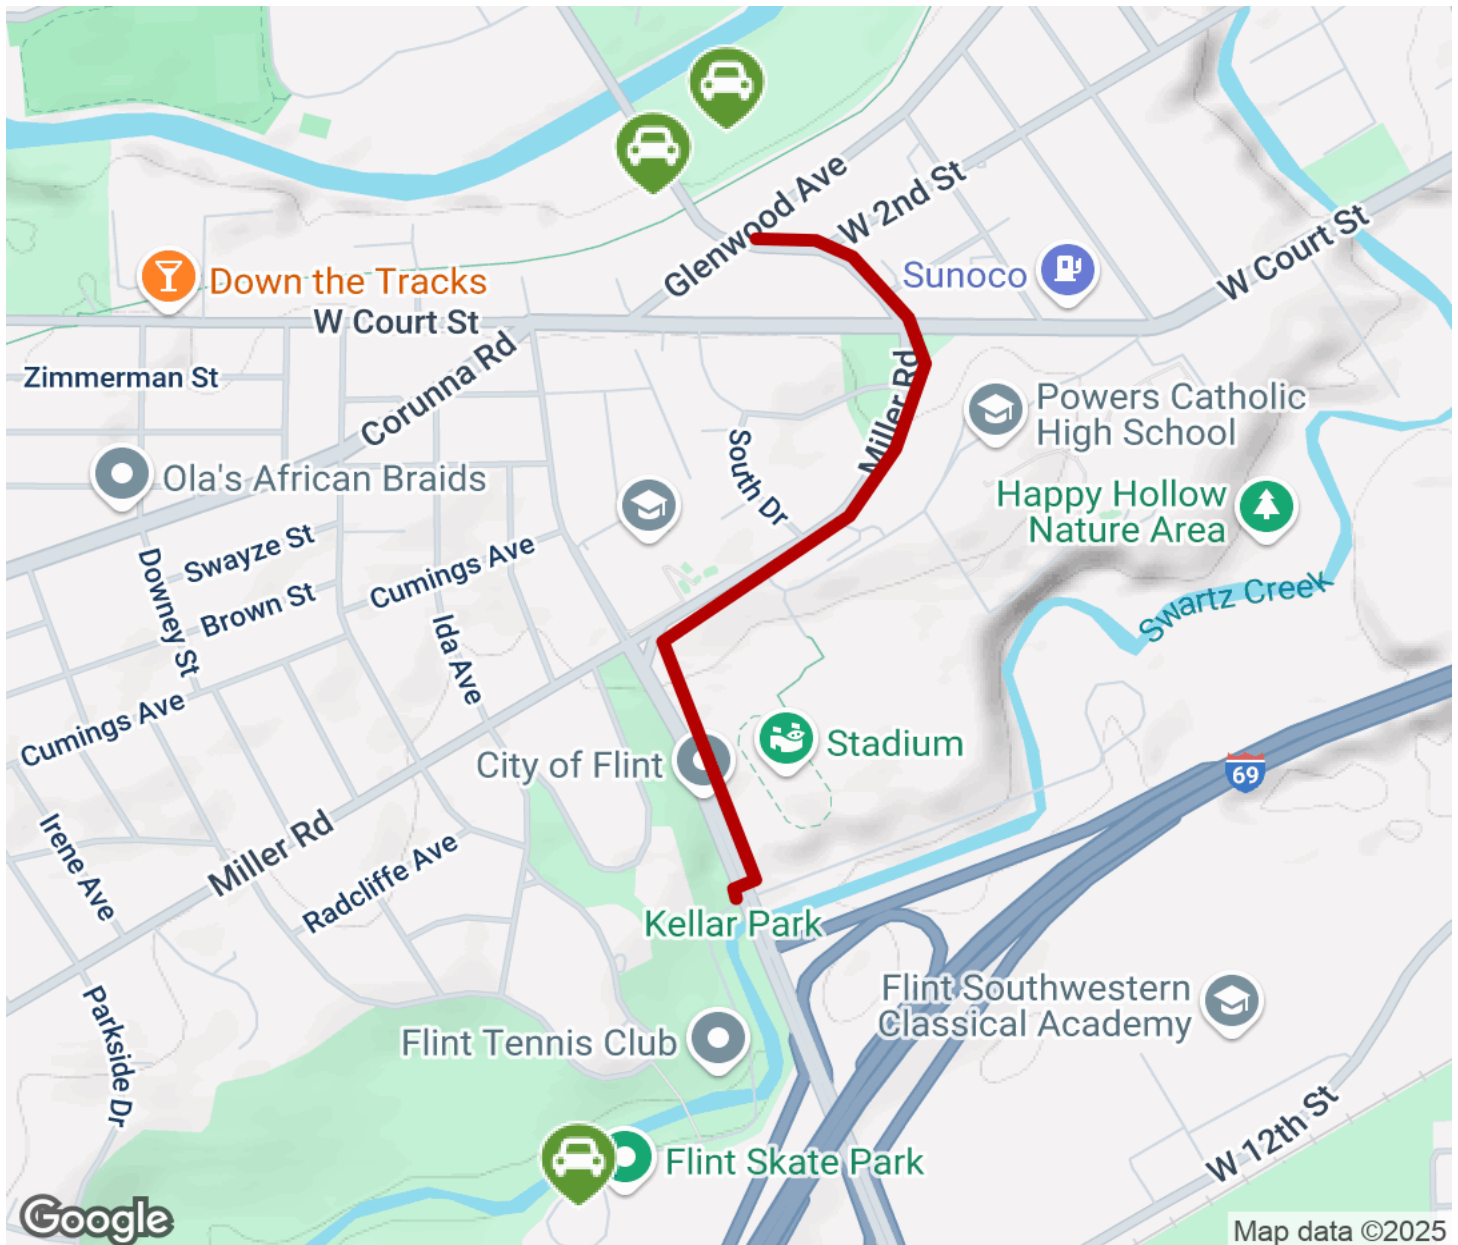 Glenwood Ave
W 2nd St
W Court St
Sunoco
Down the Tracks
W Court St
Zimmerman St
Corunna Rd
Miller Rd
Powers Catholic
High School
South Dr
Ola's African Braids
Happy Hollow
Nature Area
Swayze St
Cumings Ave
Downey St
Brown St
Swartz Creek
Ida Ave
Cumings Ave
Stadium
City of Flint
69
Irene Ave
Miller Rd
Radcliffe Ave
Kellar Park
Flint Southwestern
Classical Academy
Parkside Dr
Flint Tennis Club
W 12th St
Flint Skate Park
Google
Map data ©2025